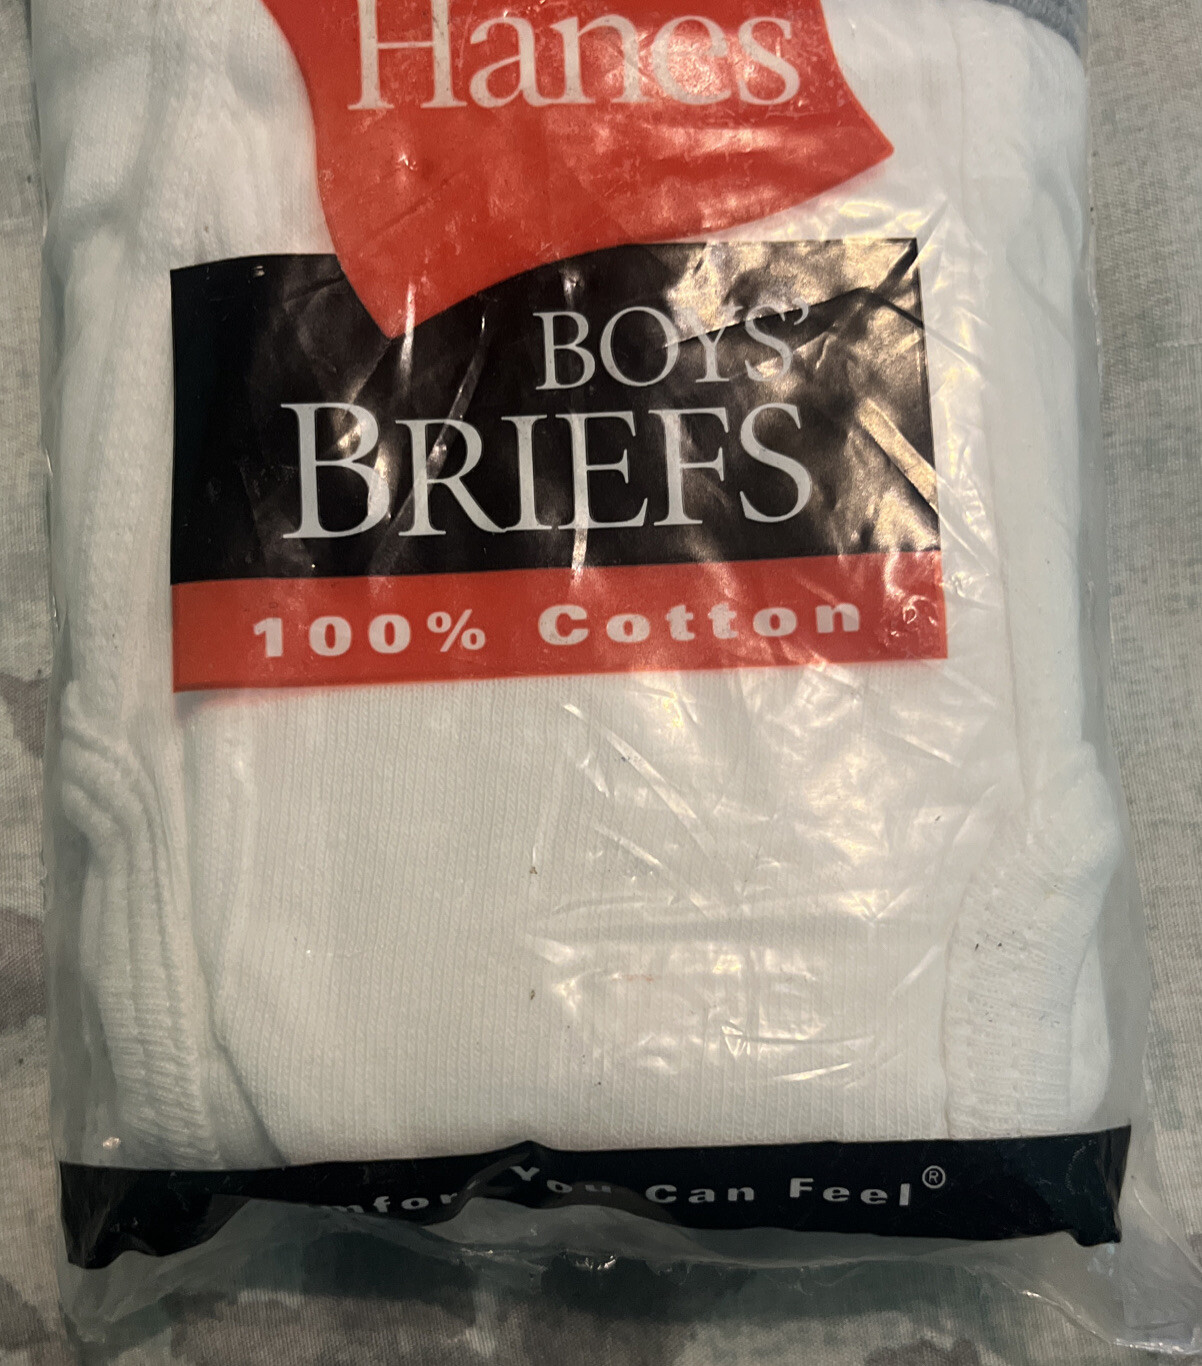 Hanes
BOYS'
BRIEFS
100% Cotton
You Can Feel®